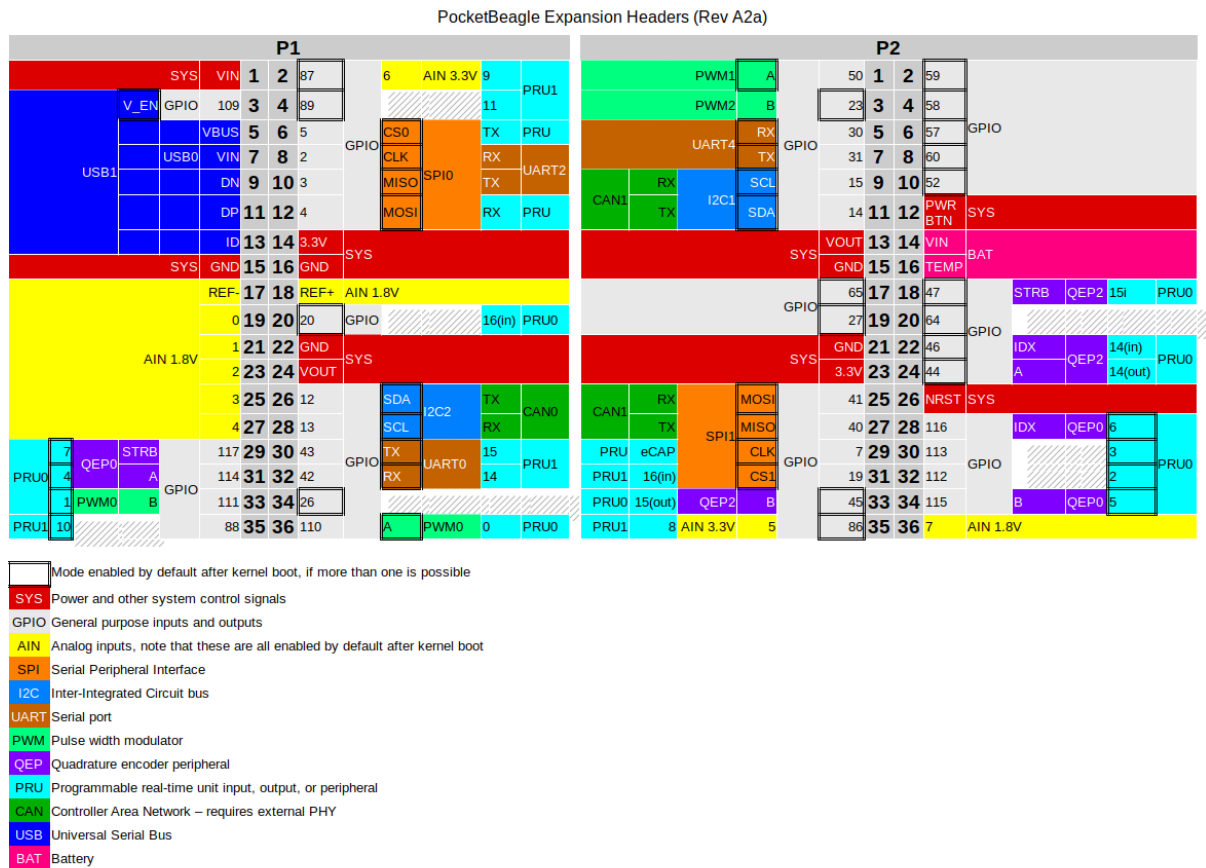 PocketBeagle Expansion Headers (Rev A2a)
P1 P2
SYS VIN 1 2 87 6 AIN 3.3V 9 PRU1 PWM1 A 50 1 2 59
USB1 V_EN GPIO 109 3 4 89 GPIO 11 PWM2 B GPIO 23 3 4 58 GPIO
VBUS 5 6 5 CS0 SPI0 TX PRU UART4 RX 30 5 6 57
USB0 VIN 7 8 2 CLK RX UART2 TX 31 7 8 60
DN 9 10 3 MISO TX CAN1 RX I2C1 SCL 15 9 10 52
DP 11 12 4 MOSI RX PRU TX SDA 14 11 12 PWR BTN SYS
ID 13 14 3.3V SYS SYS VOUT 13 14 VIN BAT
SYS GND 15 16 GND GND 15 16 TEMP
REF- 17 18 REF+ AIN 1.8V GPIO 65 17 18 47 GPIO STRB QEP2 15i PRU0
AIN 1.8V 0 19 20 20 GPIO 16(in) PRU0 27 19 20 64
1 21 22 GND SYS SYS GND 21 22 46 IDX QEP2 14(in) PRU0
2 23 24 VOUT 3.3V 23 24 44 A 14(out)
3 25 26 12 GPIO SDA I2C2 TX CAN0 CAN1 RX SPI1 MOSI GPIO 41 25 26 NRST SYS
4 27 28 13 SCL RX TX MISO 40 27 28 116 GPIO IDX QEP0 6 PRU0
PRU0 7 QEP0 STRB GPIO 117 29 30 43 TX UART0 15 PRU1 PRU eCAP CLK 7 29 30 113 3
4 A 114 31 32 42 RX 14 PRU1 16(in) CS1 19 31 32 112 2
1 PWM0 B 111 33 34 26 PRU0 15(out) QEP2 B 45 33 34 115 B QEP0 5
PRU1 10 88 35 36 110 A PWM0 0 PRU0 PRU1 8 AIN 3.3V 5 86 35 36 7 AIN 1.8V
Mode enabled by default after kernel boot, if more than one is possible
SYS Power and other system control signals
GPIO General purpose inputs and outputs
AIN Analog inputs, note that these are all enabled by default after kernel boot
SPI Serial Peripheral Interface
I2C Inter-Integrated Circuit bus
UART Serial port
PWM Pulse width modulator
QEP Quadrature encoder peripheral
PRU Programmable real-time unit input, output, or peripheral
CAN Controller Area Network – requires external PHY
USB Universal Serial Bus
BAT Battery